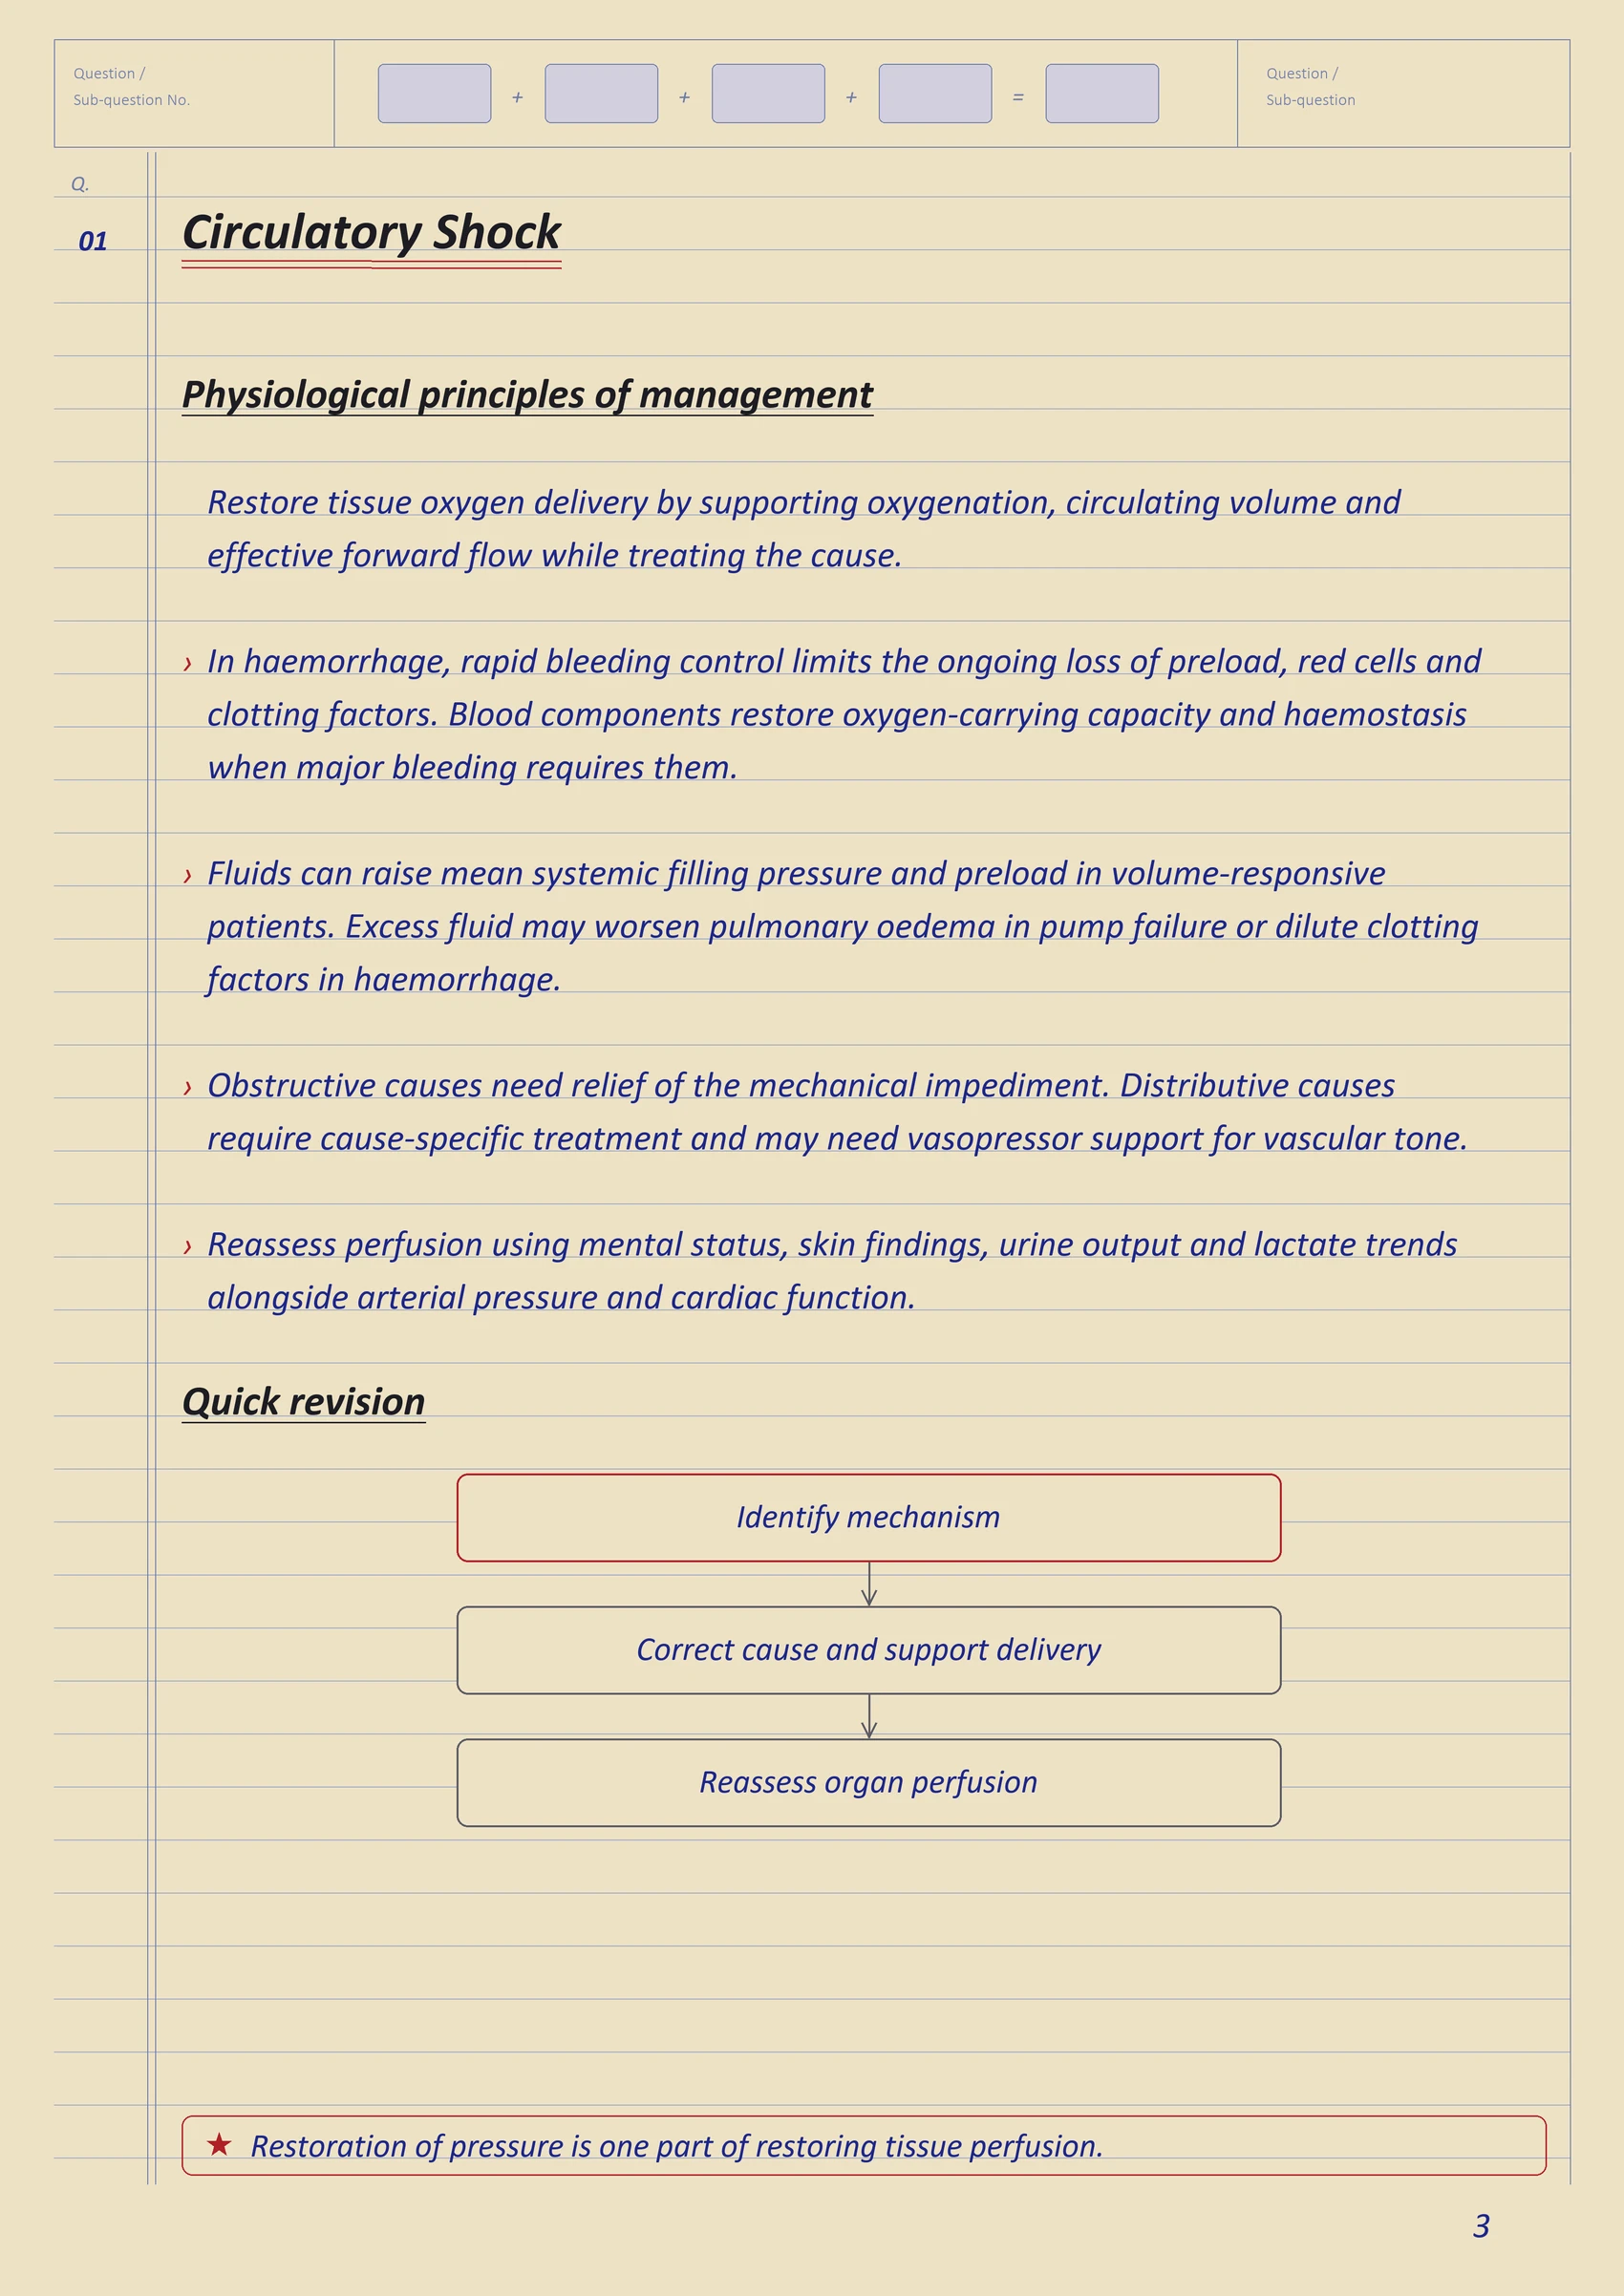 Question /
Sub-question No.
+ + + =
Question /
Sub-question
Q.
01
Circulatory Shock
Physiological principles of management
Restore tissue oxygen delivery by supporting oxygenation, circulating volume and
effective forward flow while treating the cause.
› In haemorrhage, rapid bleeding control limits the ongoing loss of preload, red cells and
clotting factors. Blood components restore oxygen-carrying capacity and haemostasis
when major bleeding requires them.
› Fluids can raise mean systemic filling pressure and preload in volume-responsive
patients. Excess fluid may worsen pulmonary oedema in pump failure or dilute clotting
factors in haemorrhage.
› Obstructive causes need relief of the mechanical impediment. Distributive causes
require cause-specific treatment and may need vasopressor support for vascular tone.
› Reassess perfusion using mental status, skin findings, urine output and lactate trends
alongside arterial pressure and cardiac function.
Quick revision
Identify mechanism
Correct cause and support delivery
Reassess organ perfusion
★ Restoration of pressure is one part of restoring tissue perfusion.
3